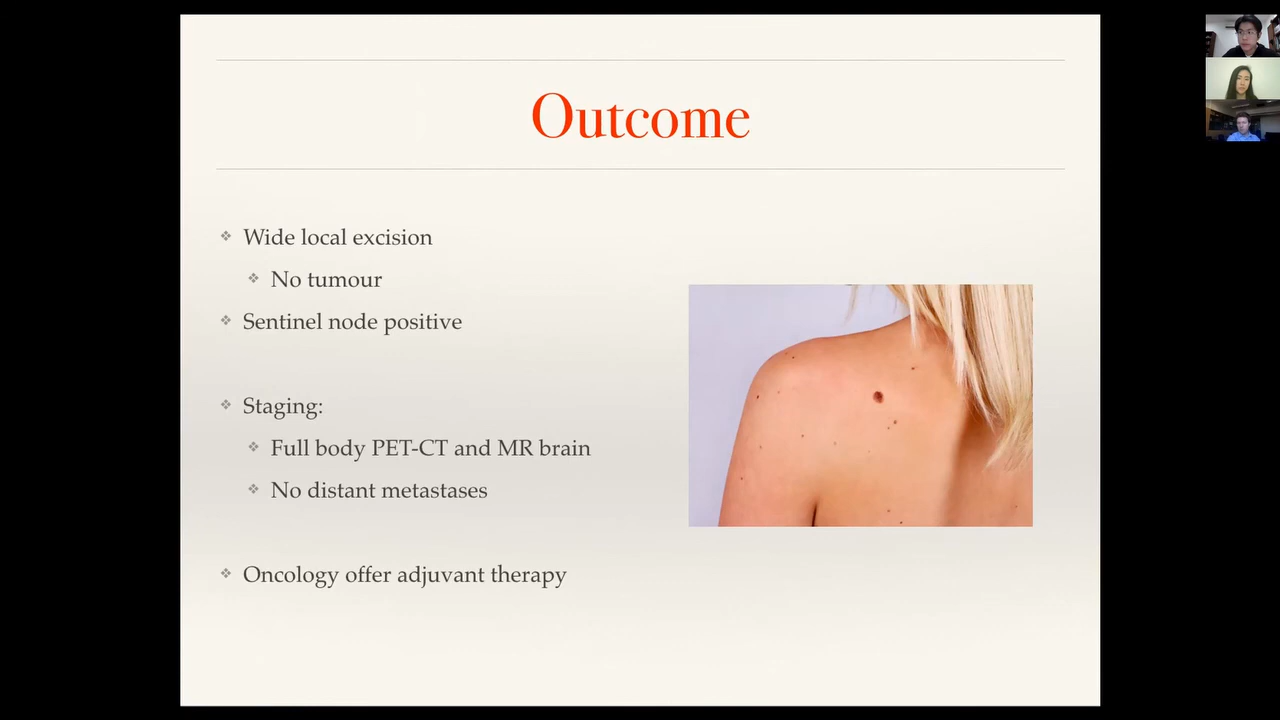 Outcome
Wide local excision
No tumour
Sentinel node positive
Staging:
Full body PET-CT and MR brain
No distant metastases
Oncology offer adjuvant therapy